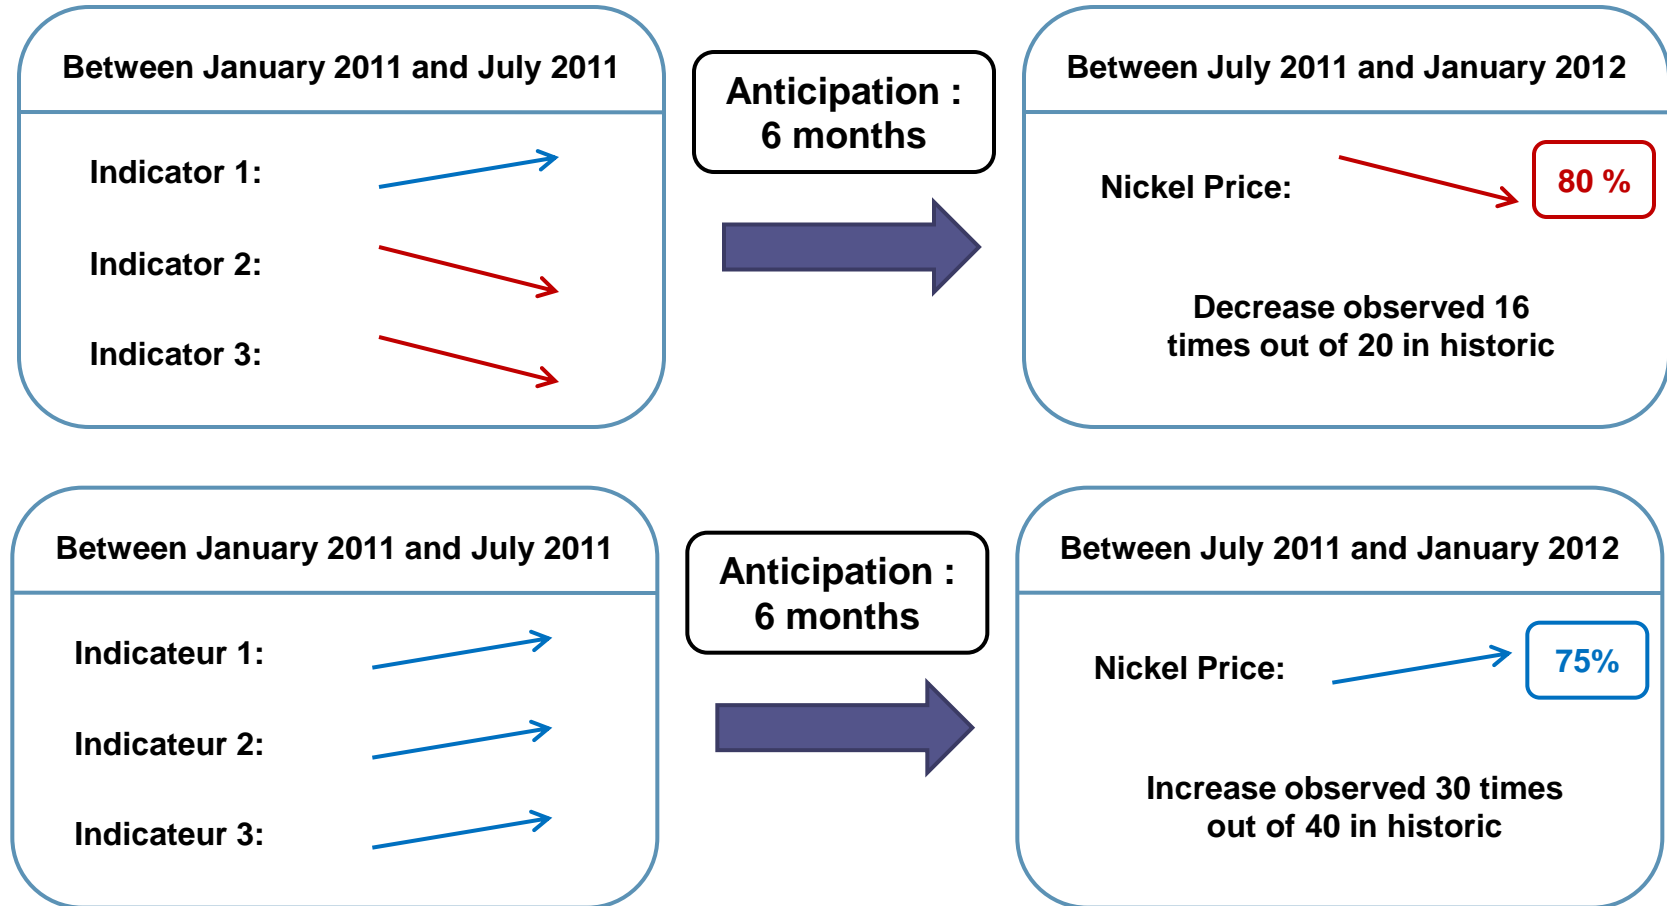 Between January 2011 and July 2011
Indicator 1:
Indicator 2:
Indicator 3:
Anticipation :
6 months
Between July 2011 and January 2012
Nickel Price:
80 %
Decrease observed 16
times out of 20 in historic
Between January 2011 and July 2011
Indicateur 1:
Indicateur 2:
Indicateur 3:
Anticipation :
6 months
Between July 2011 and January 2012
Nickel Price:
75%
Increase observed 30 times
out of 40 in historic